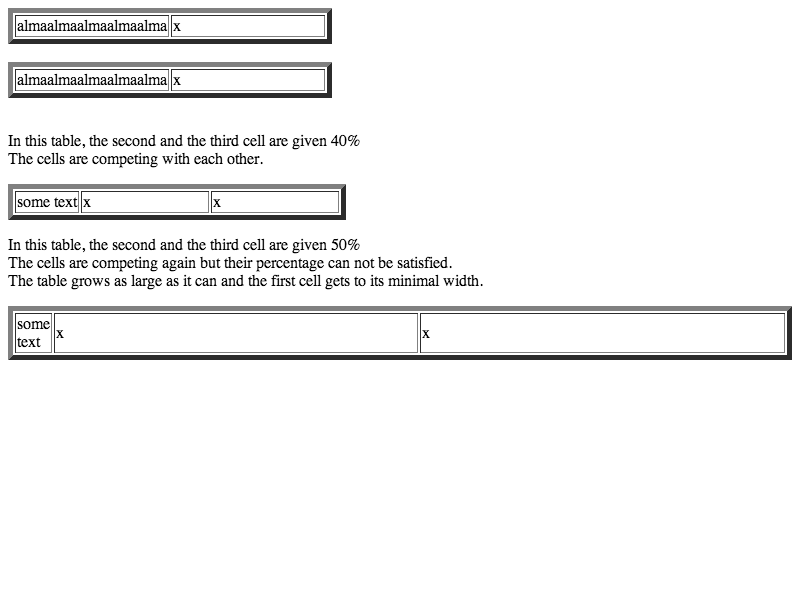 almaalmaalmaalmaalma x
almaalmaalmaalmaalma x
In this table, the second and the third cell are given 40%
The cells are competing with each other.
some text x x
In this table, the second and the third cell are given 50%
The cells are competing again but their percentage can not be satisfied.
The table grows as large as it can and the first cell gets to its minimal width.
some
text x x